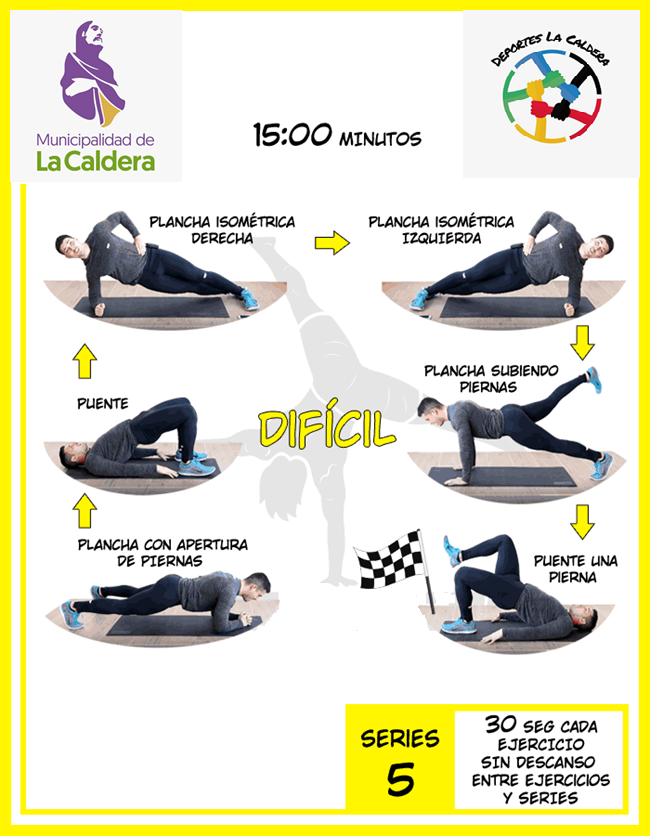 Municipalidad de
La Caldera
DEPORTES LA CALDERA
15:00 MINUTOS
PLANCHA ISOMÉTRICA
DERECHA
PLANCHA ISOMÉTRICA
IZQUIERDA
PLANCHA SUBIENDO
PIERNAS
PUENTE
DIFÍCIL
PLANCHA CON APERTURA
DE PIERNAS
PUENTE UNA
PIERNA
SERIES
5
30 SEG CADA
EJERCICIO
SIN DESCANSO
ENTRE EJERCICIOS
Y SERIES